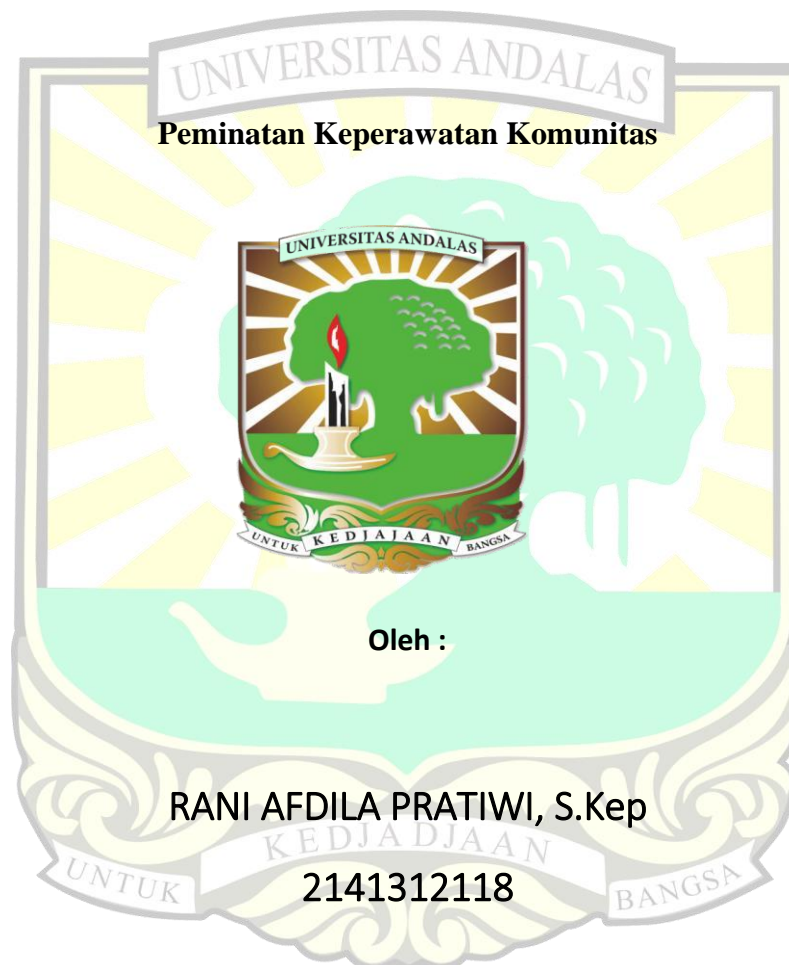 UNIVERSITAS ANDALAS
Peminatan Keperawatan Komunitas
UNIVERSITAS ANDALAS
UNTUK KEDJAJAAN BANGSA
Oleh :
RANI AFDILA PRATIWI, S.Kep
KEDJADJAAN
2141312118
UNTUK BANGSA